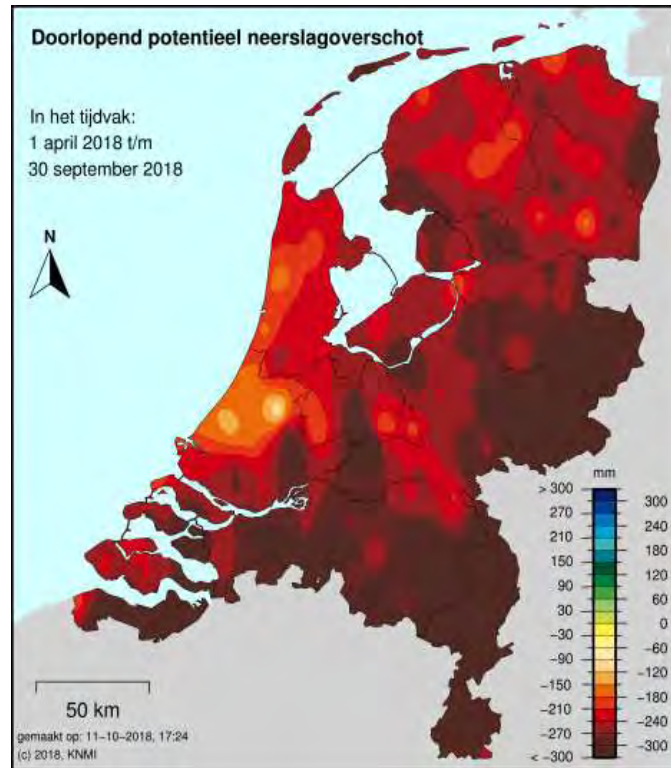 Doorlopend potentieel neerslagoverschot
In het tijdvak:
1 april 2018 t/m
30 september 2018
N
mm
> 300
300
270
240
210
180
150
120
90
60
30
0
−30
−60
−90
−120
−150
−180
−210
−240
−270
−300
< −300
50 km
gemaakt op: 11−10−2018, 17:24
(c) 2018, KNMI